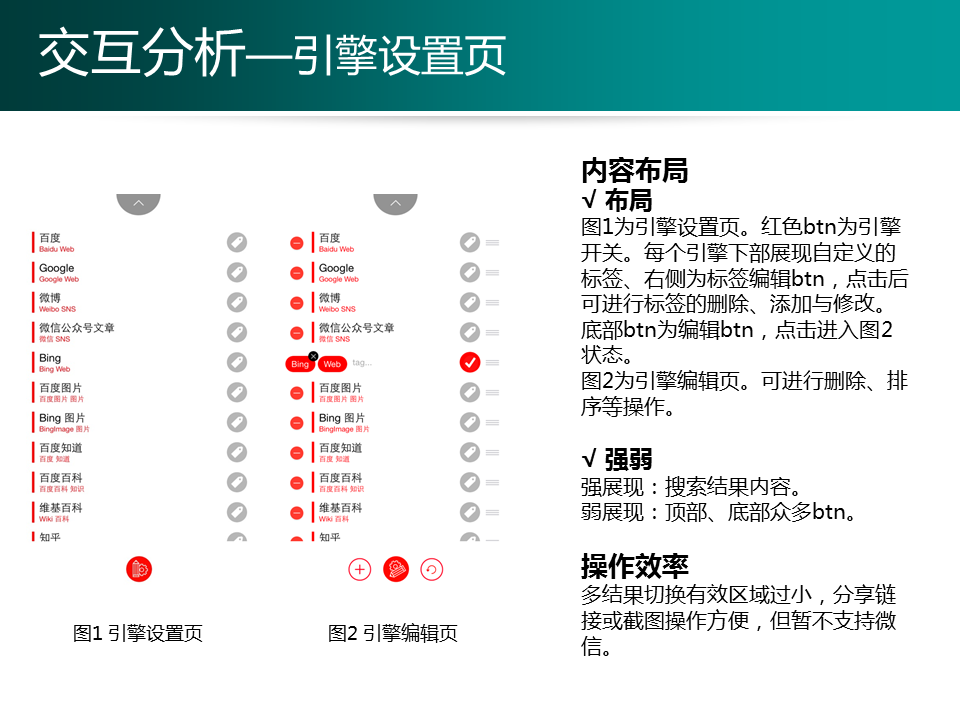 交互分析—引擎设置页
百度
Baidu Web
Google
Google Web
微博
Weibo SNS
微信公众号文章
微信 SNS
Bing
Bing Web
百度图片
百度图片 图片
Bing 图片
BingImage 图片
百度知道
百度 知道
百度百科
百度百科 知识
维基百科
Wiki 百科
知乎
图1 引擎设置页
百度
Baidu Web
Google
Google Web
微博
Weibo SNS
微信公众号文章
微信 SNS
Bing Web tag...
百度图片
百度图片 图片
Bing 图片
BingImage 图片
百度知道
百度 知道
百度百科
百度百科 知识
维基百科
Wiki 百科
知乎
图2 引擎编辑页
内容布局
√ 布局
图1为引擎设置页。红色btn为引擎
开关。每个引擎下部展现自定义的
标签、右侧为标签编辑btn，点击后
可进行标签的删除、添加与修改。
底部btn为编辑btn，点击进入图2
状态。
图2为引擎编辑页。可进行删除、排
序等操作。
√ 强弱
强展现：搜索结果内容。
弱展现：顶部、底部众多btn。
操作效率
多结果切换有效区域过小，分享链
接或截图操作方便，但暂不支持微
信。